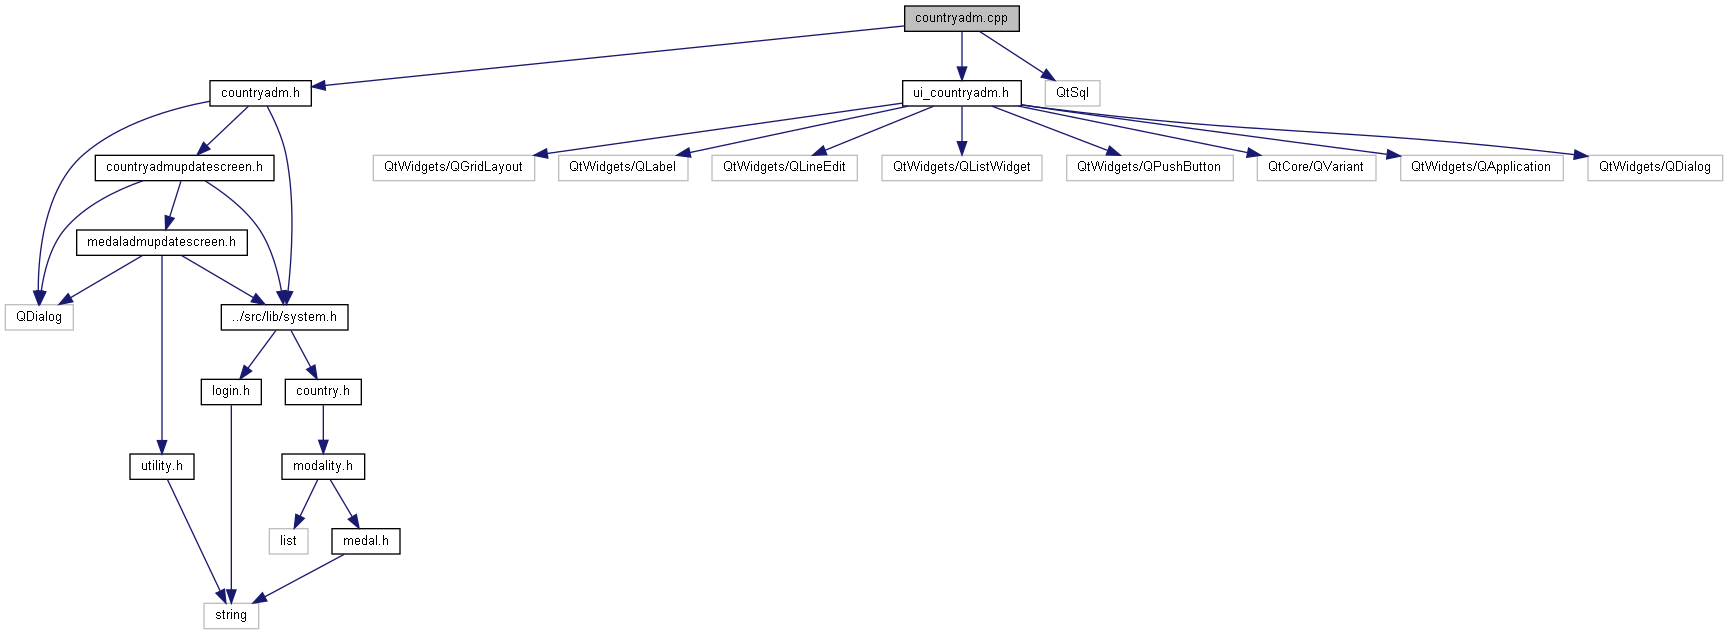 countryadm.cpp
countryadm.h
ui_countryadm.h
QtSql
countryadmupdatescreen.h
QtWidgets/QGridLayout
QtWidgets/QLabel
QtWidgets/QLineEdit
QtWidgets/QListWidget
QtWidgets/QPushButton
QtCore/QVariant
QtWidgets/QApplication
QtWidgets/QDialog
medaladmupdatescreen.h
QDialog
../src/lib/system.h
login.h
country.h
utility.h
modality.h
list
medal.h
string